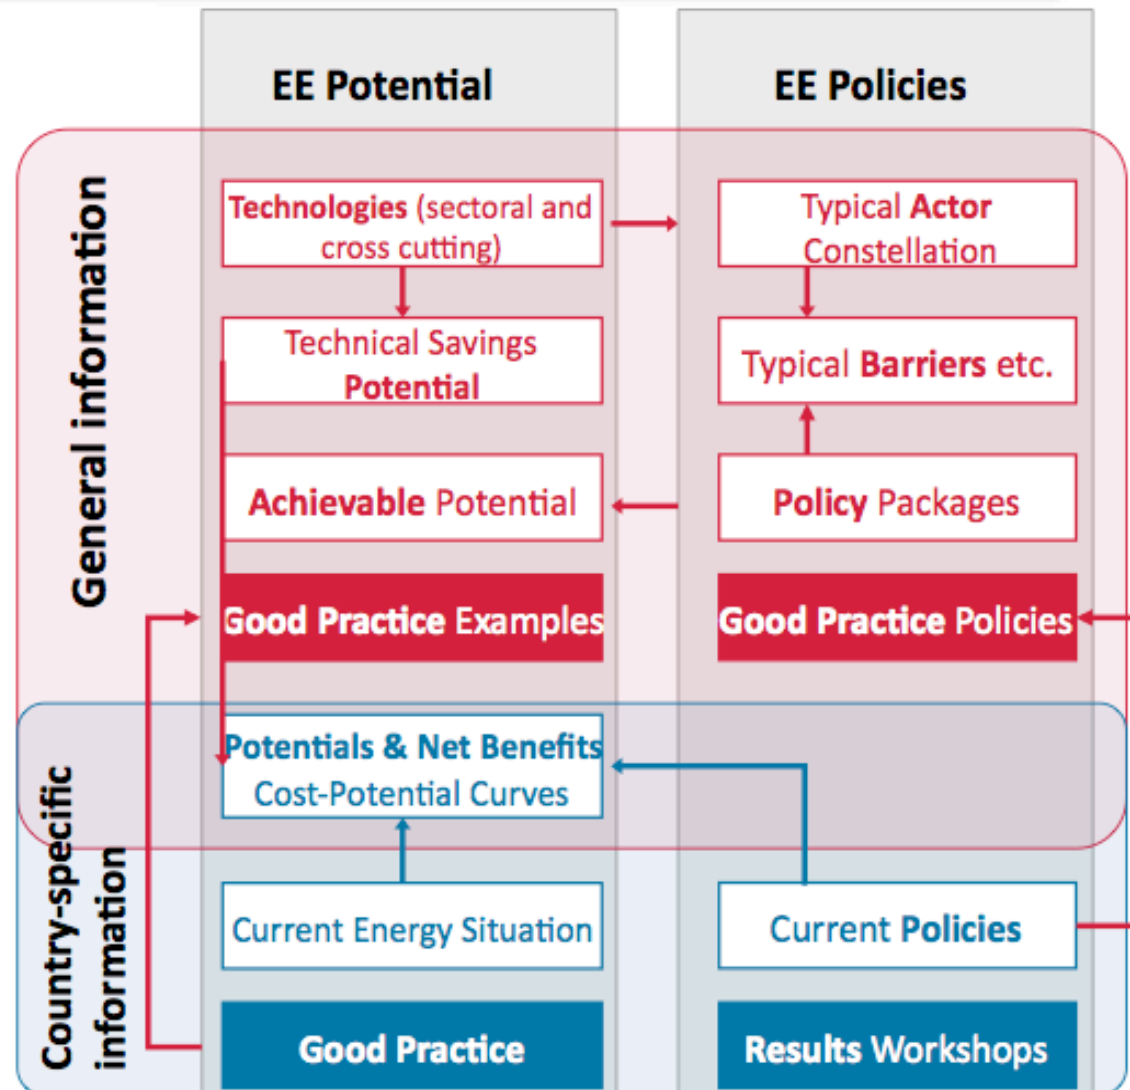 EE Potential
EE Policies
General information
Technologies (sectoral and
cross cutting)
Typical Actor
Constellation
Technical Savings
Potential
Typical Barriers etc.
Achievable Potential
Policy Packages
Good Practice Examples
Good Practice Policies
Country-specific
information
Potentials & Net Benefits
Cost-Potential Curves
Current Energy Situation
Current Policies
Good Practice
Results Workshops